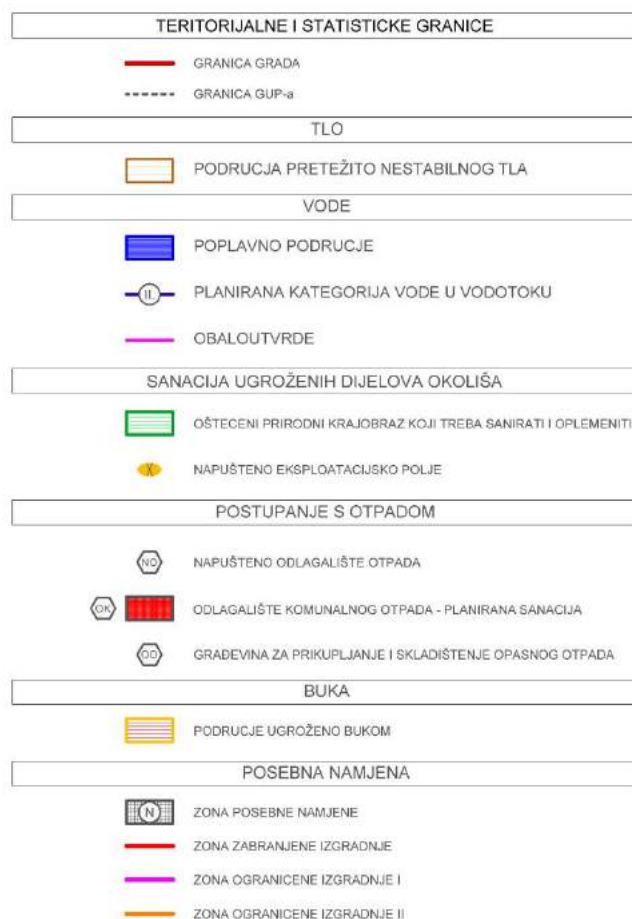 TERITORIJALNE I STATISTICKE GRANICE
GRANICA GRADA
GRANICA GUP-a
TLO
PODRUCJA PRETEŽITO NESTABILNOG TLA
VODE
POPLAVNO PODRUCJE
II. PLANIRANA KATEGORIJA VODE U VODOTOKU
OBALOUTVRDE
SANACIJA UGROŽENIH DIJELOVA OKOLIŠA
OŠTECENI PRIRODNI KRAJOBRAZ KOJI TREBA SANIRATI I OPLEMENITI
X NAPUŠTENO EKSPLOATACIJSKO POLJE
POSTUPANJE S OTPADOM
NO NAPUŠTENO ODLAGALIŠTE OTPADA
OK ODLAGALIŠTE KOMUNALNOG OTPADA - PLANIRANA SANACIJA
OO GRAĐEVINA ZA PRIKUPLJANJE I SKLADIŠTENJE OPASNOG OTPADA
BUKA
PODRUCJE UGROŽENO BUKOM
POSEBNA NAMJENA
N ZONA POSEBNE NAMJENE
ZONA ZABRANJENE IZGRADNJE
ZONA OGRANICENE IZGRADNJE I
ZONA OGRANICENE IZGRADNJE II